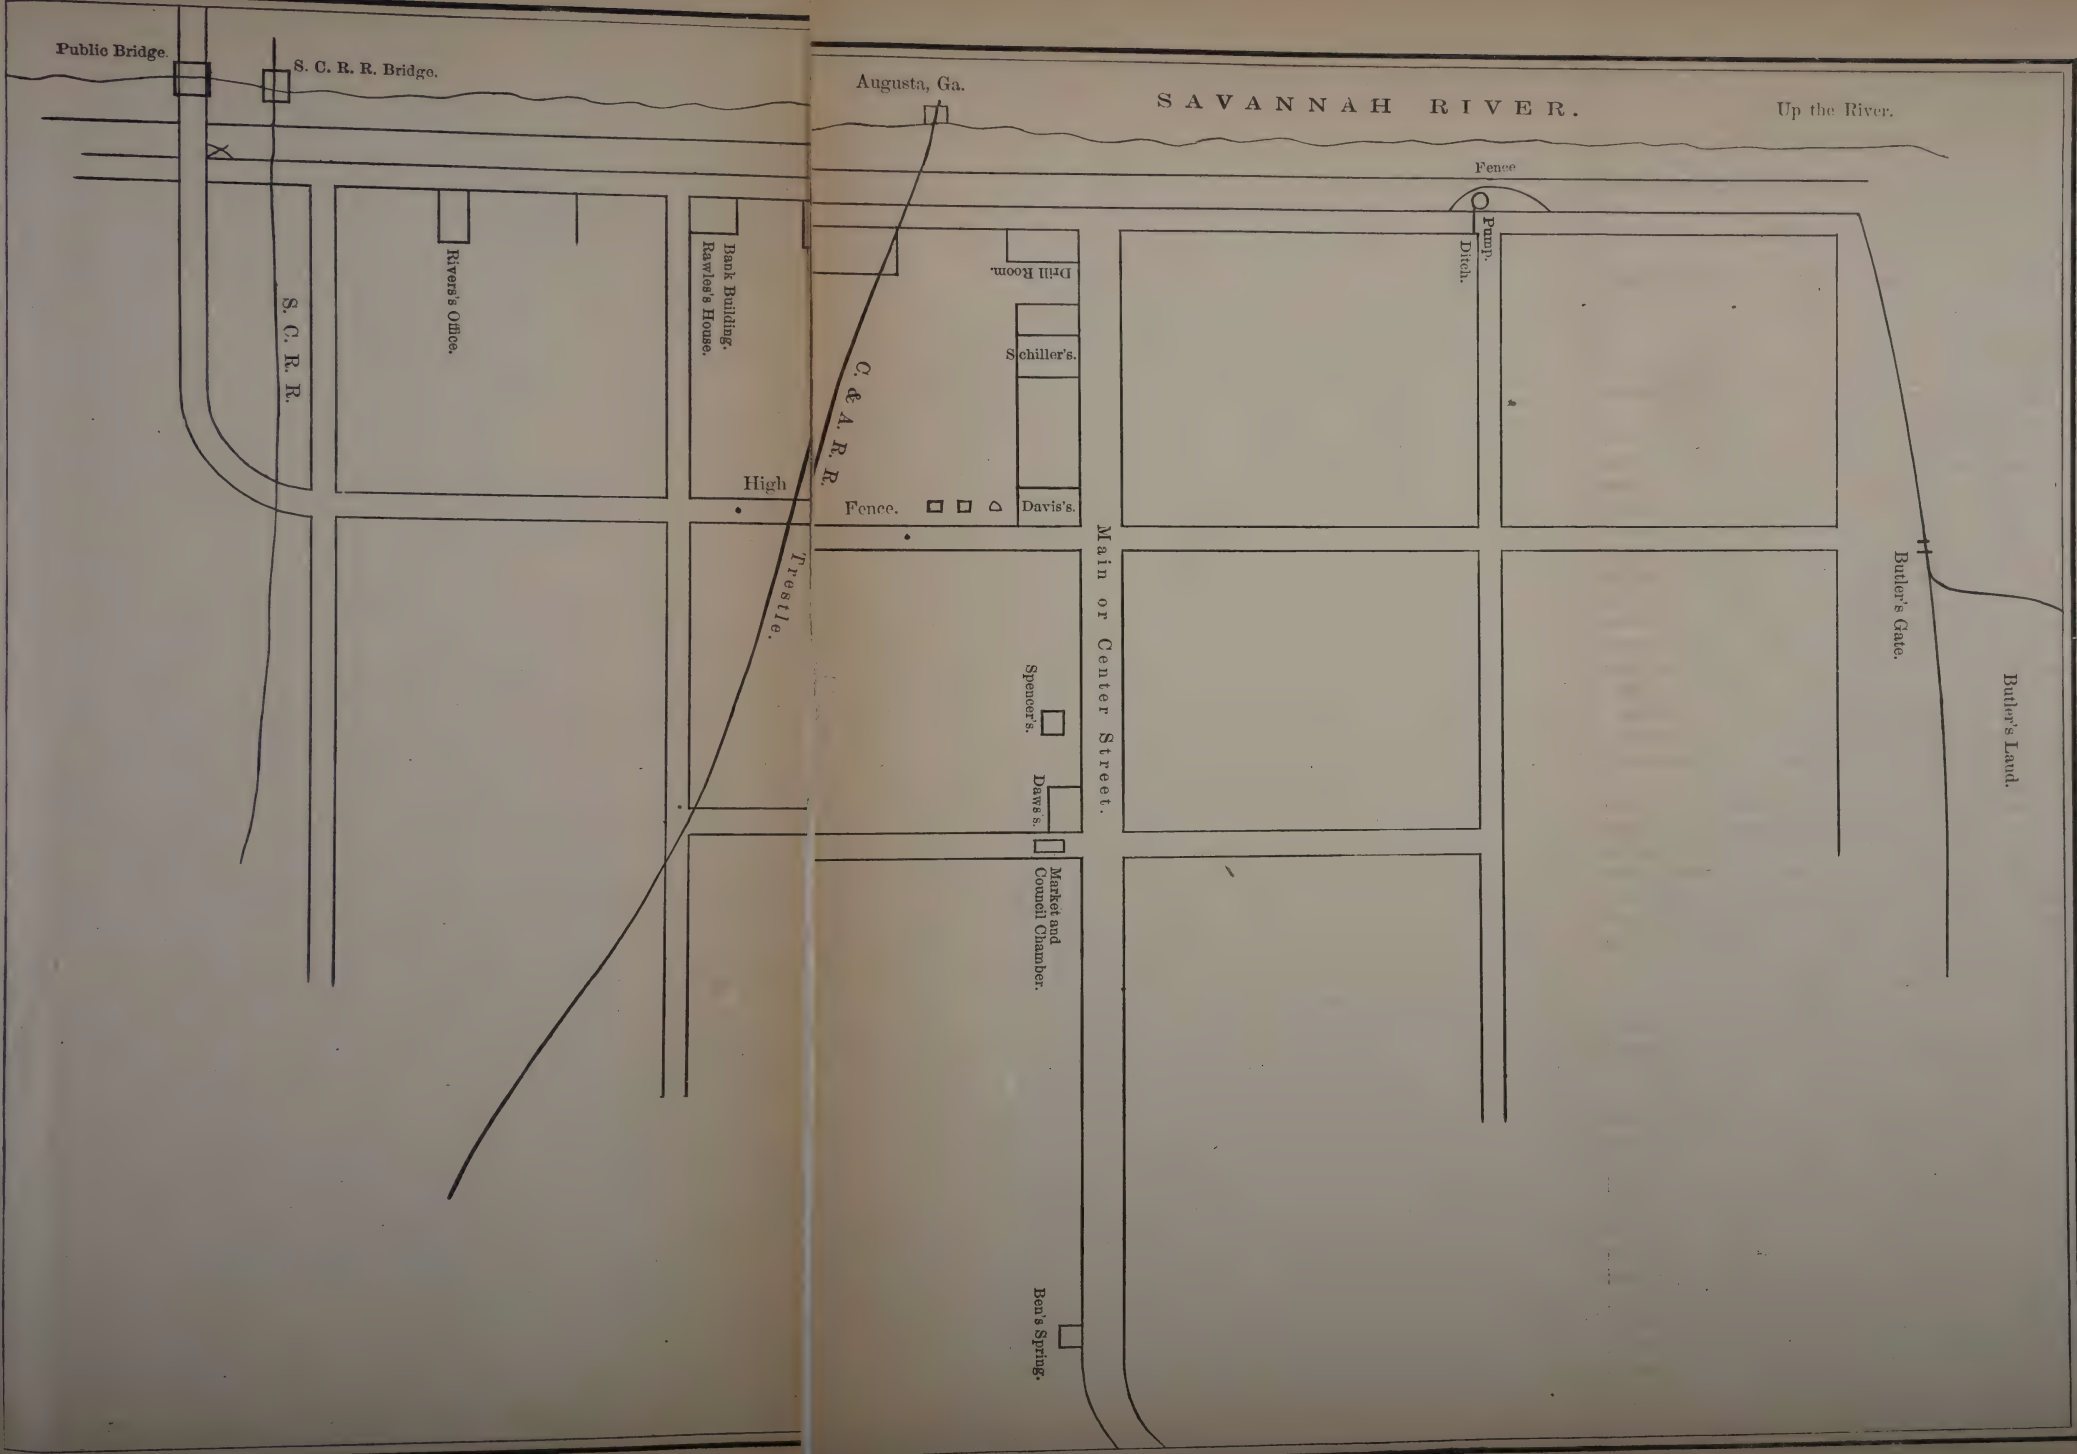 Public Bridge.
S. C. R. R. Bridge.
Augusta, Ga.
SAVANNAH RIVER.
Up the River.
Fence
Pump.
Ditch.
S. C. R. R.
Rivers's Office.
Bank Building.
Rawles's House.
Drill Room.
Schiller's.
C. & A. R. R.
High
Fence.
Davis's.
Trestle.
Main or Center Street.
Butler's Gate.
Butler's Land.
Spencer's.
Daws's.
Market and
Council Chamber.
Ben's Spring.